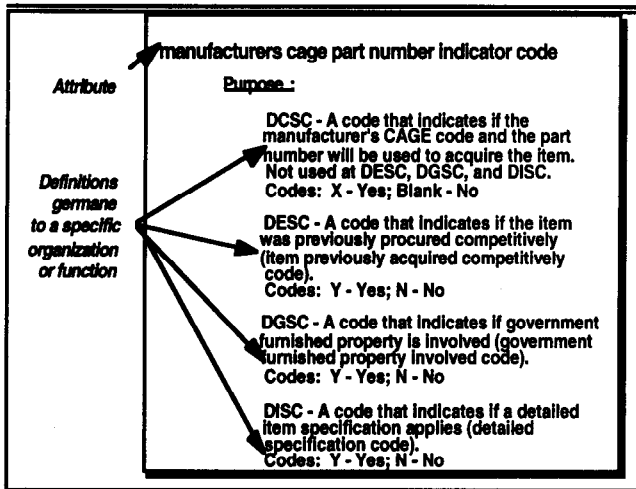 manufacturers cage part number indicator code
Attribute
Purpose :
DCSC - A code that indicates if the
manufacturer's CAGE code and the part
number will be used to acquire the item.
Not used at DESC, DGSC, and DISC.
Codes: X - Yes; Blank - No
Definitions
germane
to a specific
organization
or function
DESC - A code that indicates if the item
was previously procured competitively
(item previously acquired competitively
code).
Codes: Y - Yes; N - No
DGSC - A code that indicates if government
furnished property is involved (government
furnished property involved code).
Codes: Y - Yes; N - No
DISC - A code that indicates if a detailed
item specification applies (detailed
specification code).
Codes: Y - Yes; N - No